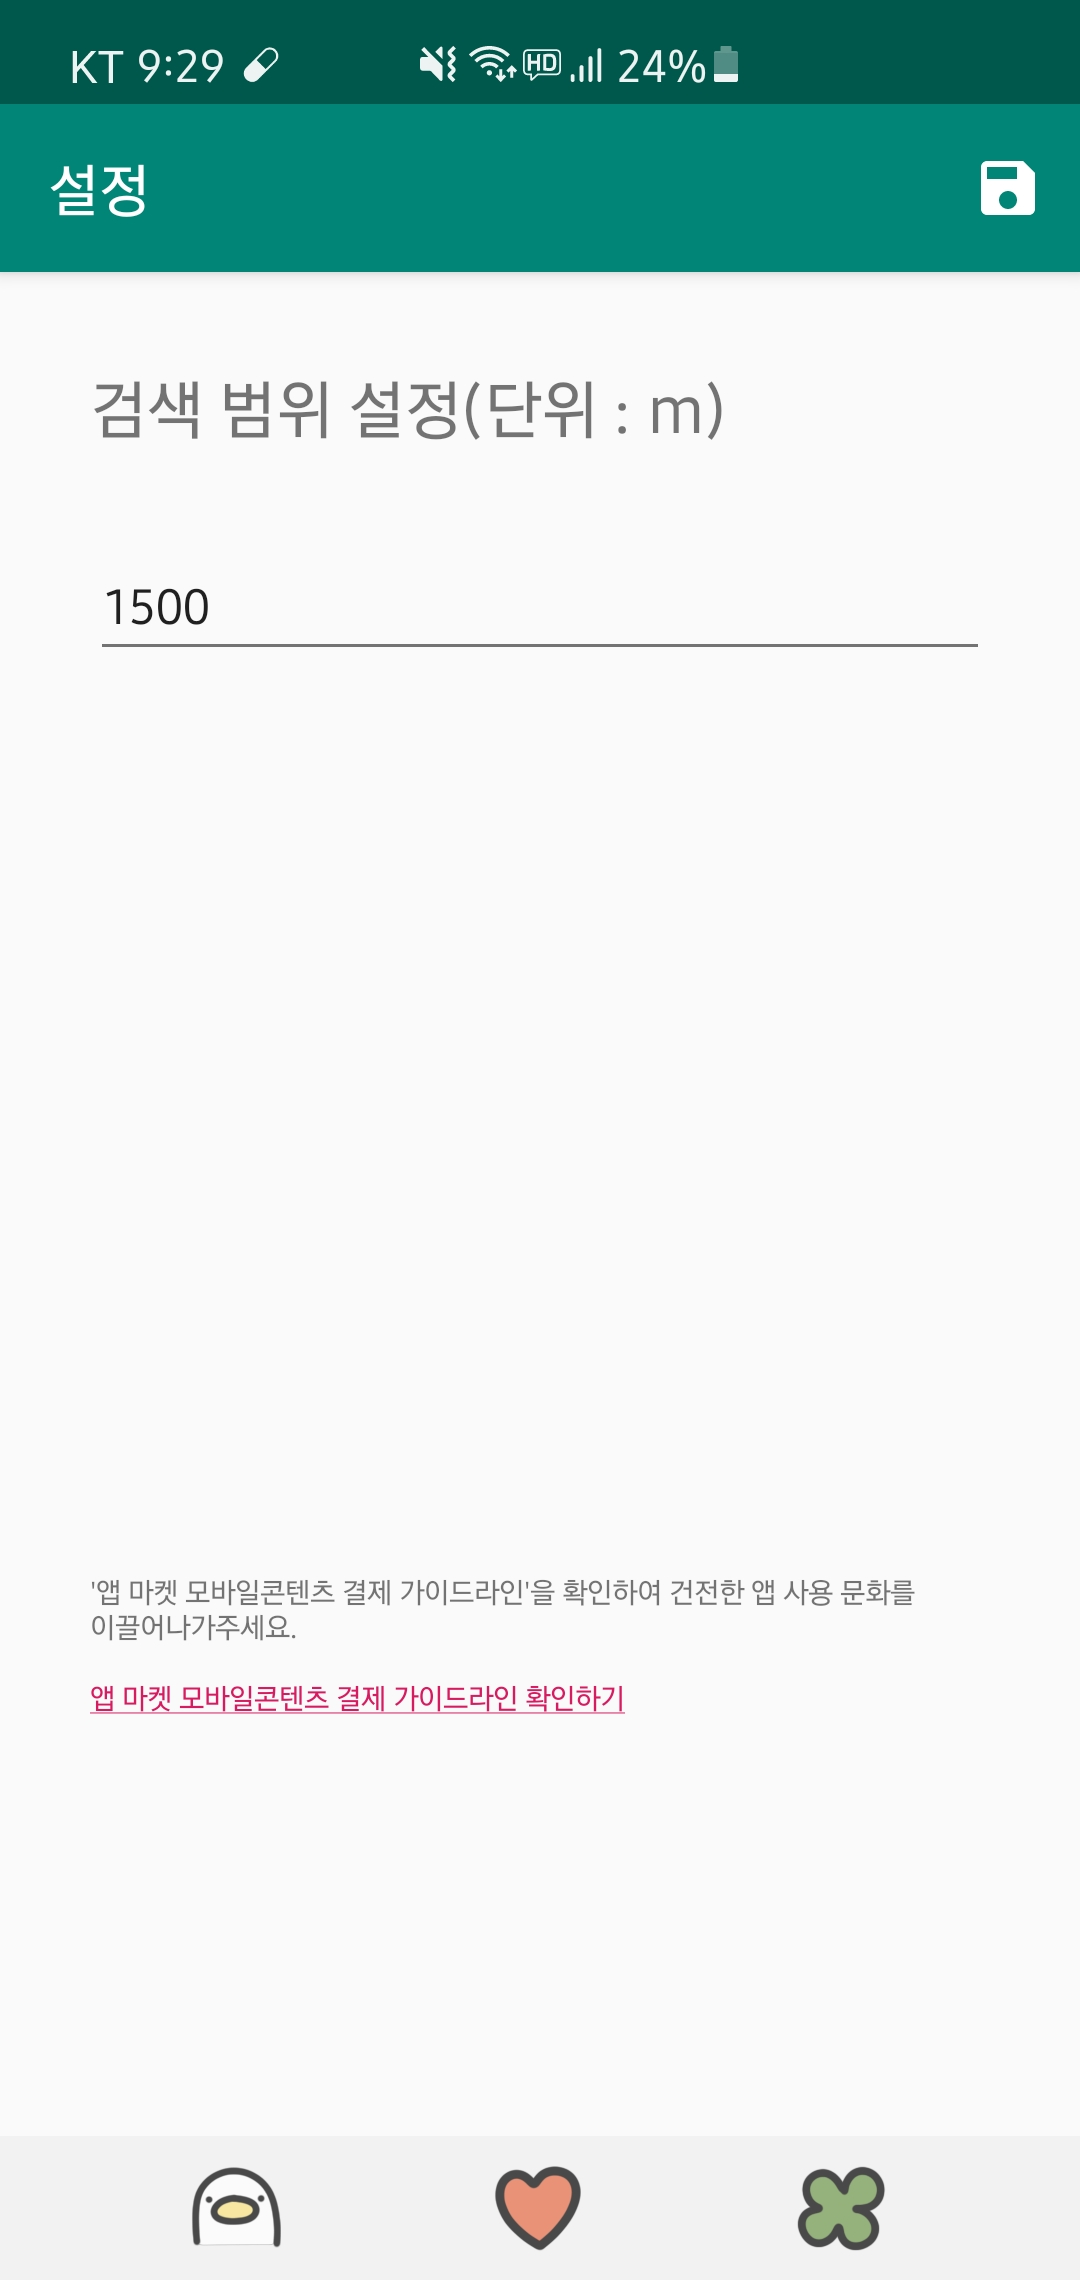 KT 9:29 HD 24%
설정
검색 범위 설정(단위 : m)
1500
'앱 마켓 모바일콘텐츠 결제 가이드라인'을 확인하여 건전한 앱 사용 문화를
이끌어나가주세요.
앱 마켓 모바일콘텐츠 결제 가이드라인 확인하기